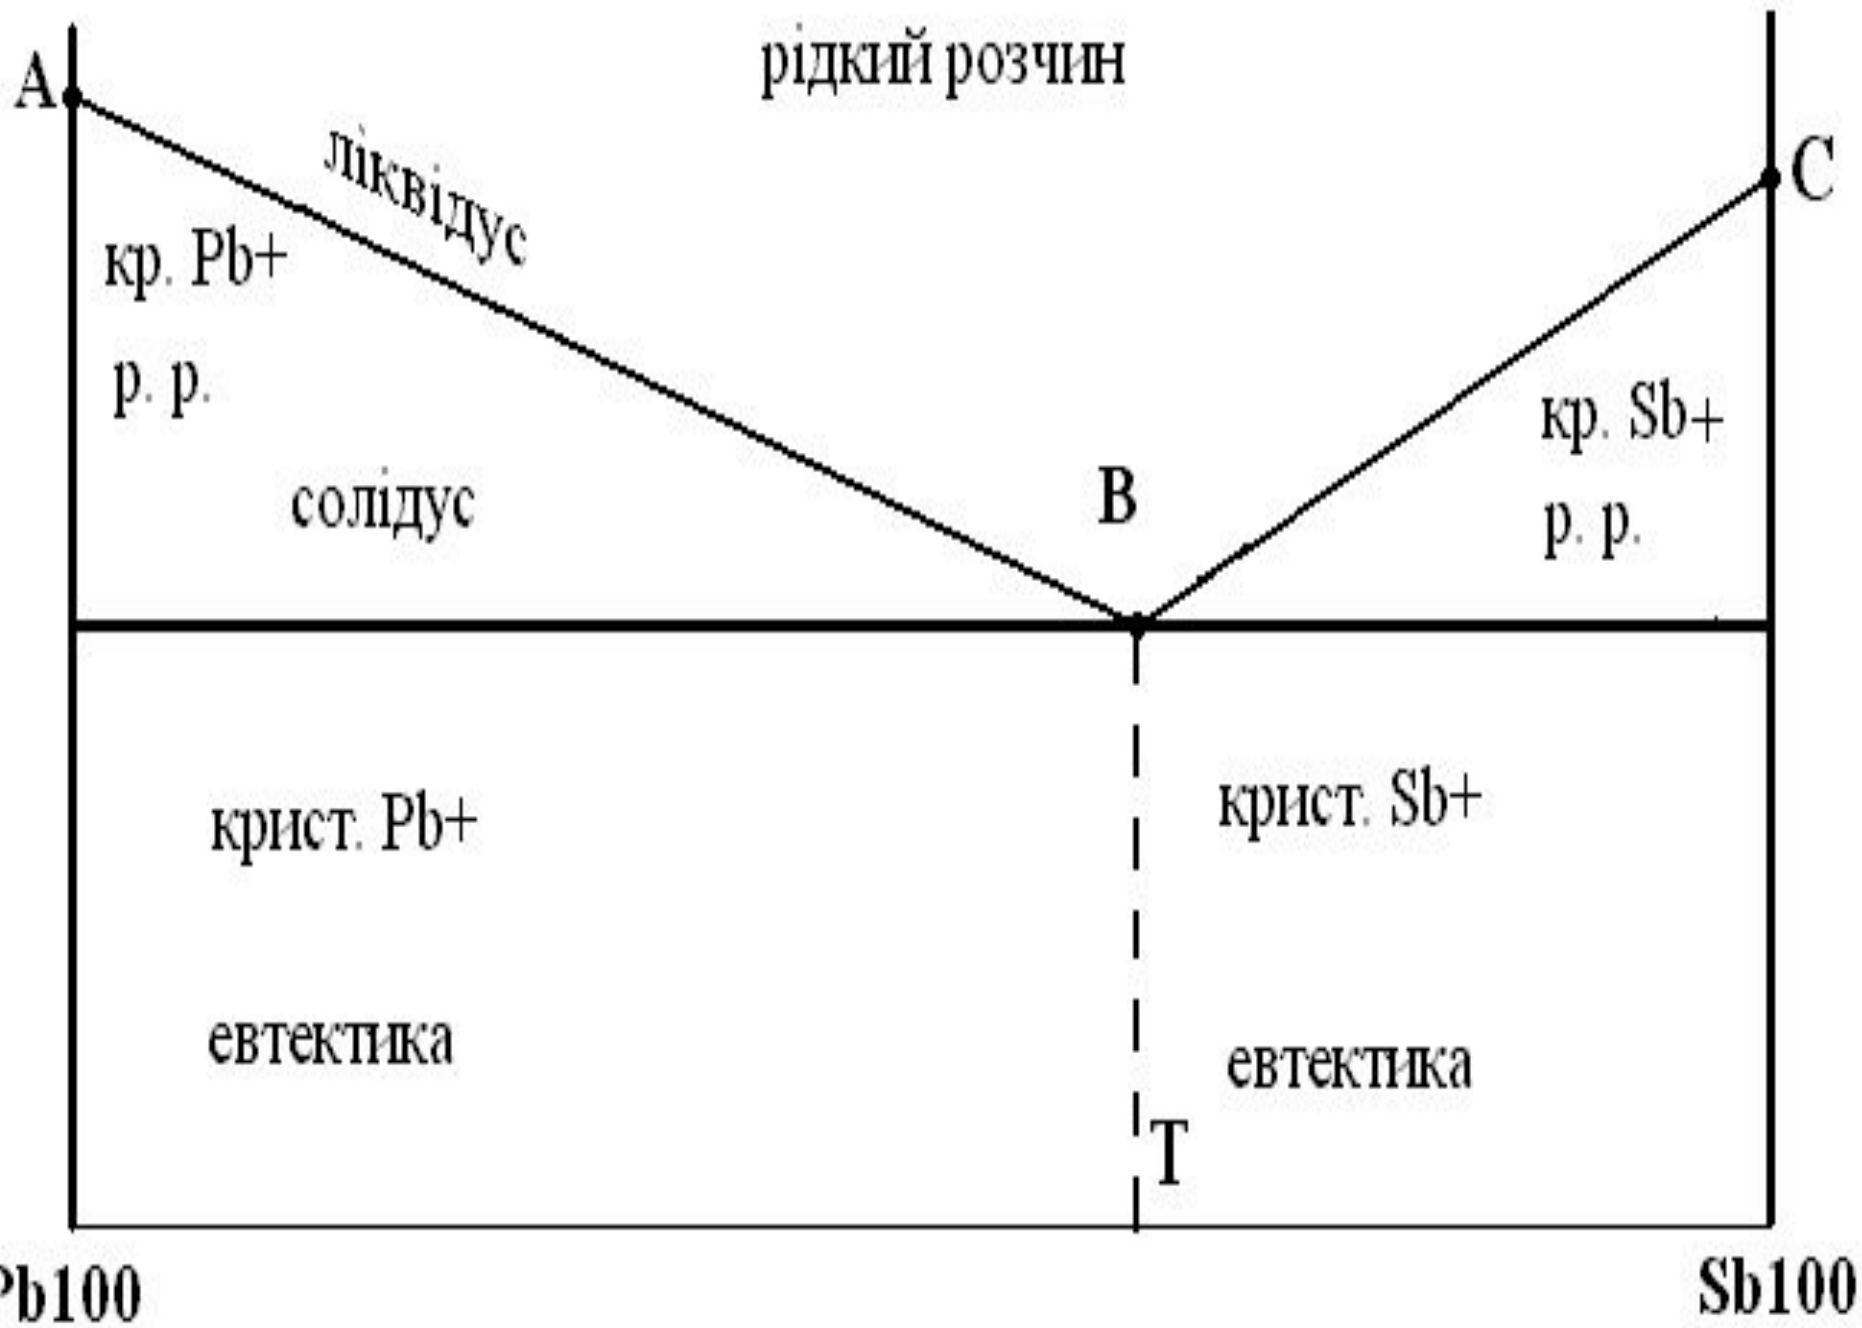 рідкий розчин
A
ліквідус
C
кр. Pb+
р. р.
солідус
B
кр. Sb+
р. р.
крист. Pb+
евтектика
крист. Sb+
евтектика
T
Pb100
Sb100